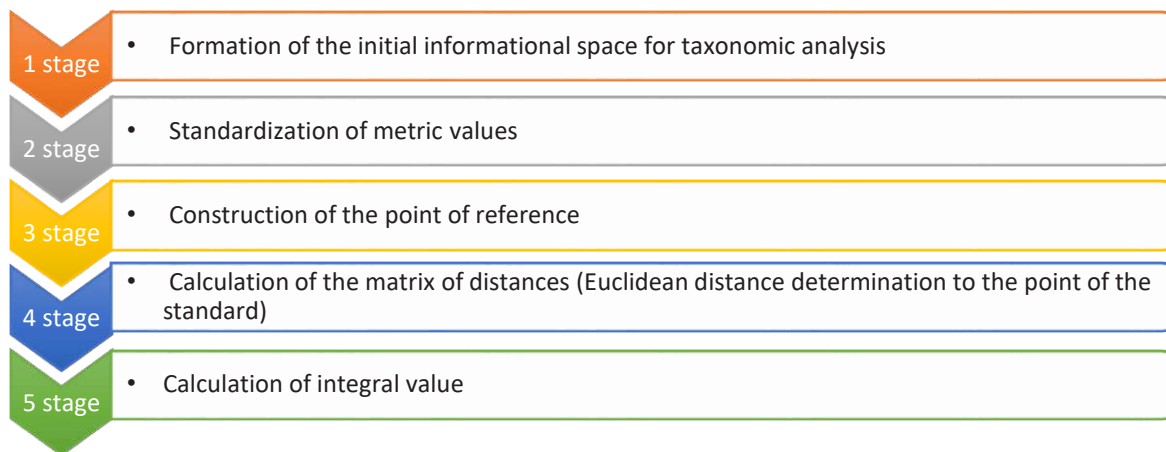 1 stage
• Formation of the initial informational space for taxonomic analysis
2 stage
• Standardization of metric values
3 stage
• Construction of the point of reference
4 stage
• Calculation of the matrix of distances (Euclidean distance determination to the point of the
standard)
5 stage
• Calculation of integral value